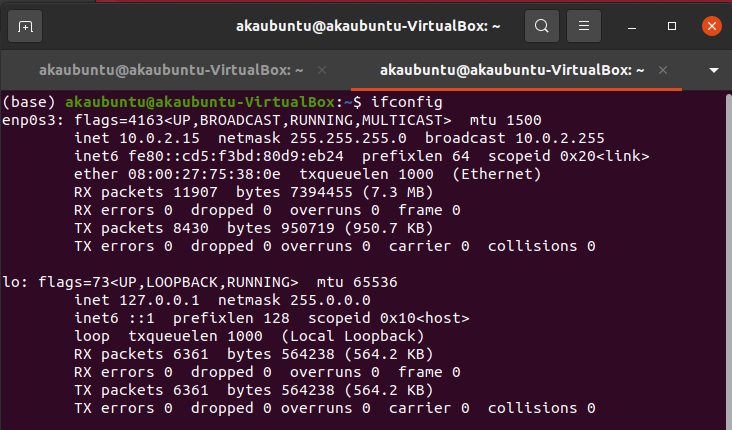 akaubuntu@akaubuntu-VirtualBox: ~
akaubuntu@akaubuntu-VirtualBox: ~ akaubuntu@akaubuntu-VirtualBox: ~
(base) akaubuntu@akaubuntu-VirtualBox:~$ ifconfig
enp0s3: flags=4163<UP,BROADCAST,RUNNING,MULTICAST>  mtu 1500
        inet 10.0.2.15  netmask 255.255.255.0  broadcast 10.0.2.255
        inet6 fe80::cd5:f3bd:80d9:eb24  prefixlen 64  scopeid 0x20<link>
        ether 08:00:27:75:38:0e  txqueuelen 1000  (Ethernet)
        RX packets 11907  bytes 7394455 (7.3 MB)
        RX errors 0  dropped 0  overruns 0  frame 0
        TX packets 8430  bytes 950719 (950.7 KB)
        TX errors 0  dropped 0 overruns 0  carrier 0  collisions 0

lo: flags=73<UP,LOOPBACK,RUNNING>  mtu 65536
        inet 127.0.0.1  netmask 255.0.0.0
        inet6 ::1  prefixlen 128  scopeid 0x10<host>
        loop  txqueuelen 1000  (Local Loopback)
        RX packets 6361  bytes 564238 (564.2 KB)
        RX errors 0  dropped 0  overruns 0  frame 0
        TX packets 6361  bytes 564238 (564.2 KB)
        TX errors 0  dropped 0 overruns 0  carrier 0  collisions 0